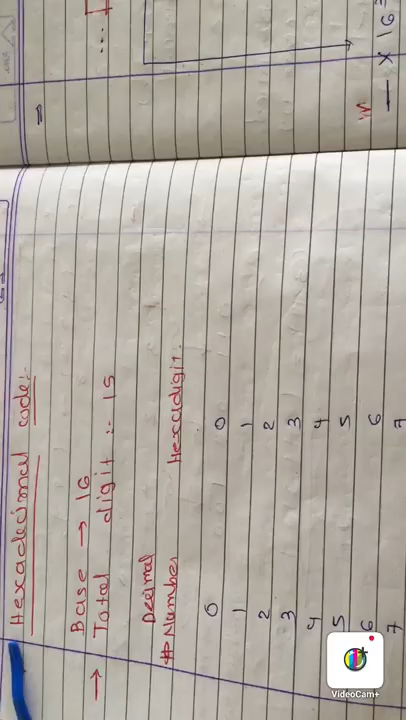 Hexadecimal code:-
Base → 16
→ Total digit :- 15
Decimal
# Number Hexadigit.
0 0
1 1
2 2
3 3
4 4
5 5
6 6
7 7
⇒
...
— × 16
VideoCam+